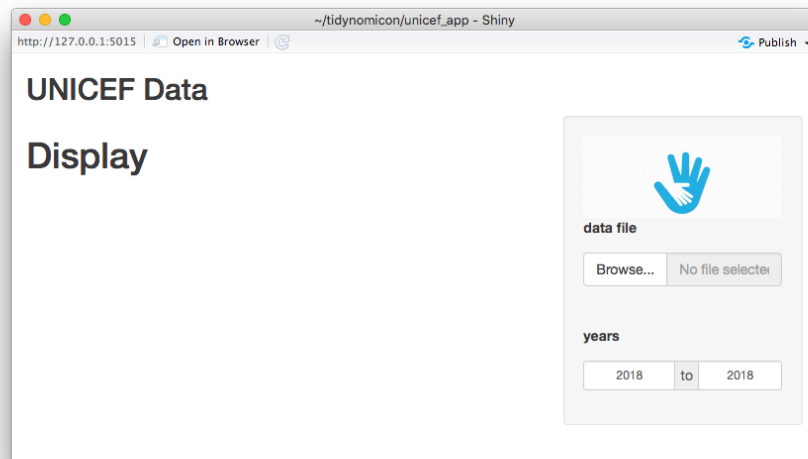 ~/tidynomicon/unicef_app - Shiny
http://127.0.0.1:5015 Open in Browser Publish
UNICEF Data
Display
data file
Browse... No file selected
years
2018 to 2018